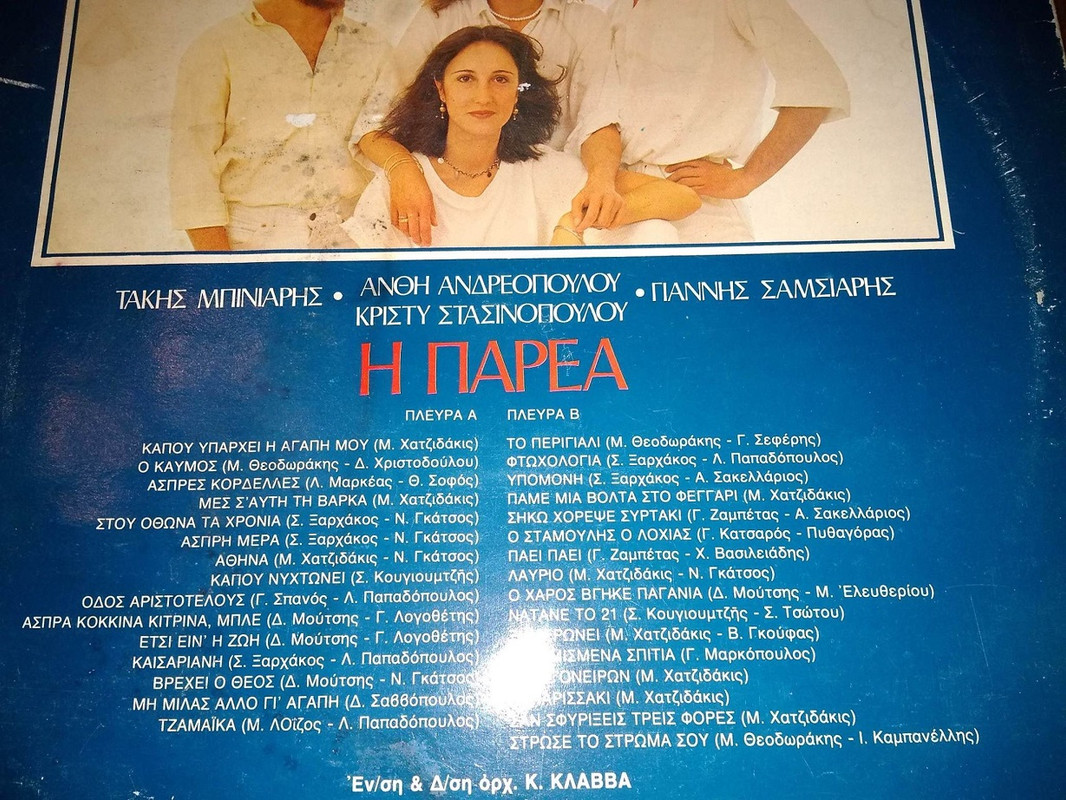 ΤΑΚΗΣ ΜΠΙΝΙΑΡΗΣ • ΑΝΘΗ ΑΝΔΡΕΟΠΟΥΛΟΥ
ΚΡΙΣΤΥ ΣΤΑΣΙΝΟΠΟΥΛΟΥ • ΓΙΑΝΝΗΣ ΣΑΜΣΙΑΡΗΣ
Η ΠΑΡΕΑ
ΠΛΕΥΡΑ Α
ΚΑΠΟΥ ΥΠΑΡΧΕΙ Η ΑΓΑΠΗ ΜΟΥ (Μ. Χατζιδάκις)
Ο ΚΑΥΜΟΣ (Μ. Θεοδωράκης - Δ. Χριστοδούλου)
ΑΣΠΡΕΣ ΚΟΡΔΕΛΛΕΣ (Λ. Μαρκέας - Θ. Σοφός)
ΜΕΣ Σ'ΑΥΤΗ ΤΗ ΒΑΡΚΑ (Μ. Χατζιδάκις)
ΣΤΟΥ ΟΘΩΝΑ ΤΑ ΧΡΟΝΙΑ (Σ. Ξαρχάκος - Ν. Γκάτσος)
ΑΣΠΡΗ ΜΕΡΑ (Σ. Ξαρχάκος - Ν. Γκάτσος)
ΑΘΗΝΑ (Μ. Χατζιδάκις - Ν. Γκάτσος)
ΚΑΠΟΥ ΝΥΧΤΩΝΕΙ (Σ. Κουγιουμτζής)
ΟΔΟΣ ΑΡΙΣΤΟΤΕΛΟΥΣ (Γ. Σπανός - Λ. Παπαδόπουλος)
ΑΣΠΡΑ ΚΟΚΚΙΝΑ ΚΙΤΡΙΝΑ, ΜΠΛΕ (Δ. Μούτσης - Γ. Λογοθέτης)
ΕΤΣΙ ΕΙΝ' Η ΖΩΗ (Δ. Μούτσης - Γ. Λογοθέτης)
ΚΑΙΣΑΡΙΑΝΗ (Σ. Ξαρχάκος - Λ. Παπαδόπουλος)
ΒΡΕΧΕΙ Ο ΘΕΟΣ (Δ. Μούτσης - Ν. Γκάτσος)
ΜΗ ΜΙΛΑΣ ΑΛΛΟ ΓΙ' ΑΓΑΠΗ (Δ. Σαββόπουλος)
ΤΖΑΜΑΪΚΑ (Μ. ΛΟίζος - Λ. Παπαδόπουλος)
ΠΛΕΥΡΑ Β
ΤΟ ΠΕΡΙΓΙΑΛΙ (Μ. Θεοδωράκης - Γ. Σεφέρης)
ΦΤΩΧΟΛΟΓΙΑ (Σ. Ξαρχάκος - Λ. Παπαδόπουλος)
ΥΠΟΜΟΝΗ (Σ. Ξαρχάκος - Α. Σακελλάριος)
ΠΑΜΕ ΜΙΑ ΒΟΛΤΑ ΣΤΟ ΦΕΓΓΑΡΙ (Μ. Χατζιδάκις)
ΣΗΚΩ ΧΟΡΕΨΕ ΣΥΡΤΑΚΙ (Γ. Ζαμπέτας - Α. Σακελλάριος)
Ο ΣΤΑΜΟΥΛΗΣ Ο ΛΟΧΙΑΣ (Γ. Κατσαρός - Πυθαγόρας)
ΠΑΕΙ ΠΑΕΙ (Γ. Ζαμπέτας - Χ. Βασιλειάδης)
ΛΑΥΡΙΟ (Μ. Χατζιδάκις - Ν. Γκάτσος)
Ο ΧΑΡΟΣ ΒΓΗΚΕ ΠΑΓΑΝΙΑ (Δ. Μούτσης - Μ. Ἐλευθερίου)
ΝΑΤΑΝΕ ΤΟ 21 (Σ. Κουγιουμτζής - Σ. Τσώτου)
(Μ. Χατζιδάκις - Β. Γκούφας)
ΣΠΙΤΙΑ (Γ. Μαρκόπουλος)
(Μ. Χατζιδάκις)
(Μ. Χατζιδάκις)
ΣΑΝ ΣΦΥΡΙΞΕΙΣ ΤΡΕΙΣ ΦΟΡΕΣ (Μ. Χατζιδάκις)
ΣΤΡΩΣΕ ΤΟ ΣΤΡΩΜΑ ΣΟΥ (Μ. Θεοδωράκης - Ι. Καμπανέλλης)
Ἐν/ση & Δ/ση ὀρχ. Κ. ΚΛΑΒΒΑ